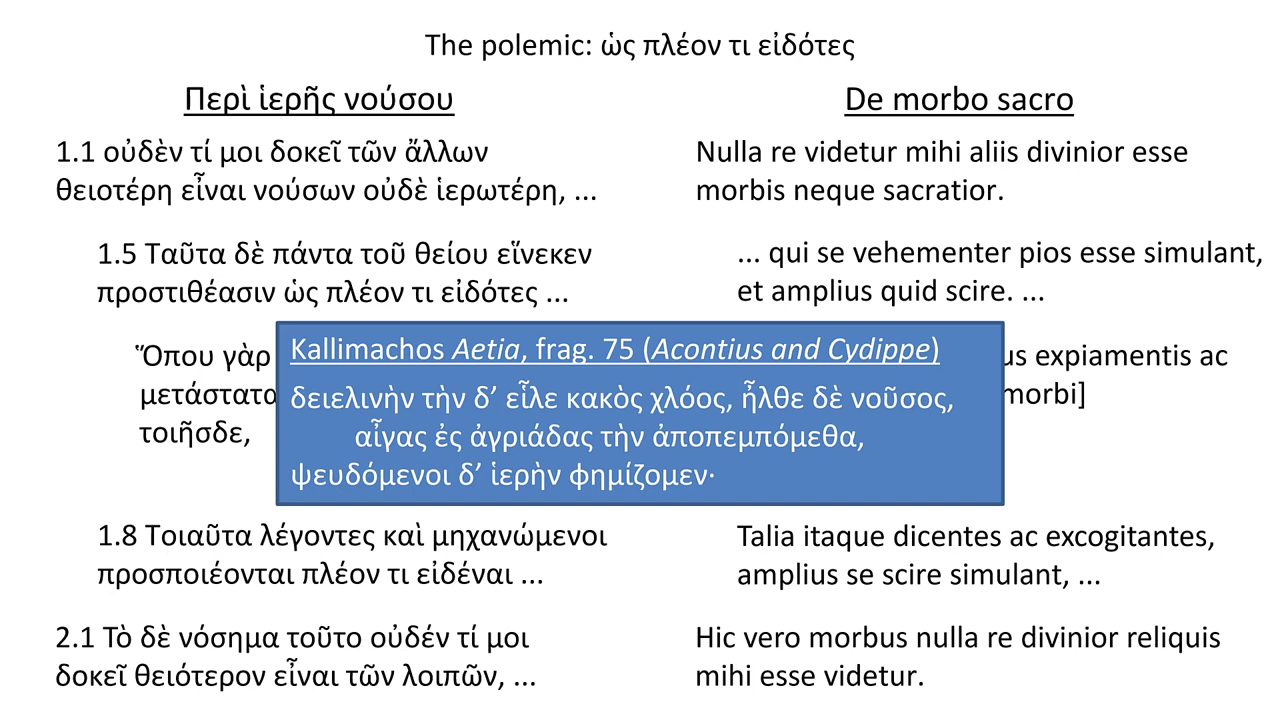 The polemic: ὡς πλέον τι εἰδότες
Περὶ ἱερῆς νούσου
De morbo sacro
1.1 οὐδὲν τί μοι δοκεῖ τῶν ἄλλων
θειοτέρη εἶναι νούσων οὐδὲ ἱερωτέρη, ...
Nulla re videtur mihi aliis divinior esse
morbis neque sacratior.
1.5 Ταῦτα δὲ πάντα τοῦ θείου εἵνεκεν
προστιθέασιν ὡς πλέον τι εἰδότες ...
... qui se vehementer pios esse simulant,
et amplius quid scire. ...
Ὅπου γὰρ
μετάστατα
τοιῆσδε,
Kallimachos Aetia, frag. 75 (Acontius and Cydippe)
δειελινὴν τὴν δ’ εἷλε κακὸς χλόος, ἦλθε δὲ νοῦσος,
αἶγας ἐς ἀγριάδας τὴν ἀποπεμπόμεθα,
ψευδόμενοι δ’ ἱερὴν φημίζομεν·
us expiamentis ac
morbi]
1.8 Τοιαῦτα λέγοντες καὶ μηχανώμενοι
προσποιέονται πλέον τι εἰδέναι ...
Talia itaque dicentes ac excogitantes,
amplius se scire simulant, ...
2.1 Τὸ δὲ νόσημα τοῦτο οὐδέν τί μοι
δοκεῖ θειότερον εἶναι τῶν λοιπῶν, ...
Hic vero morbus nulla re divinior reliquis
mihi esse videtur.